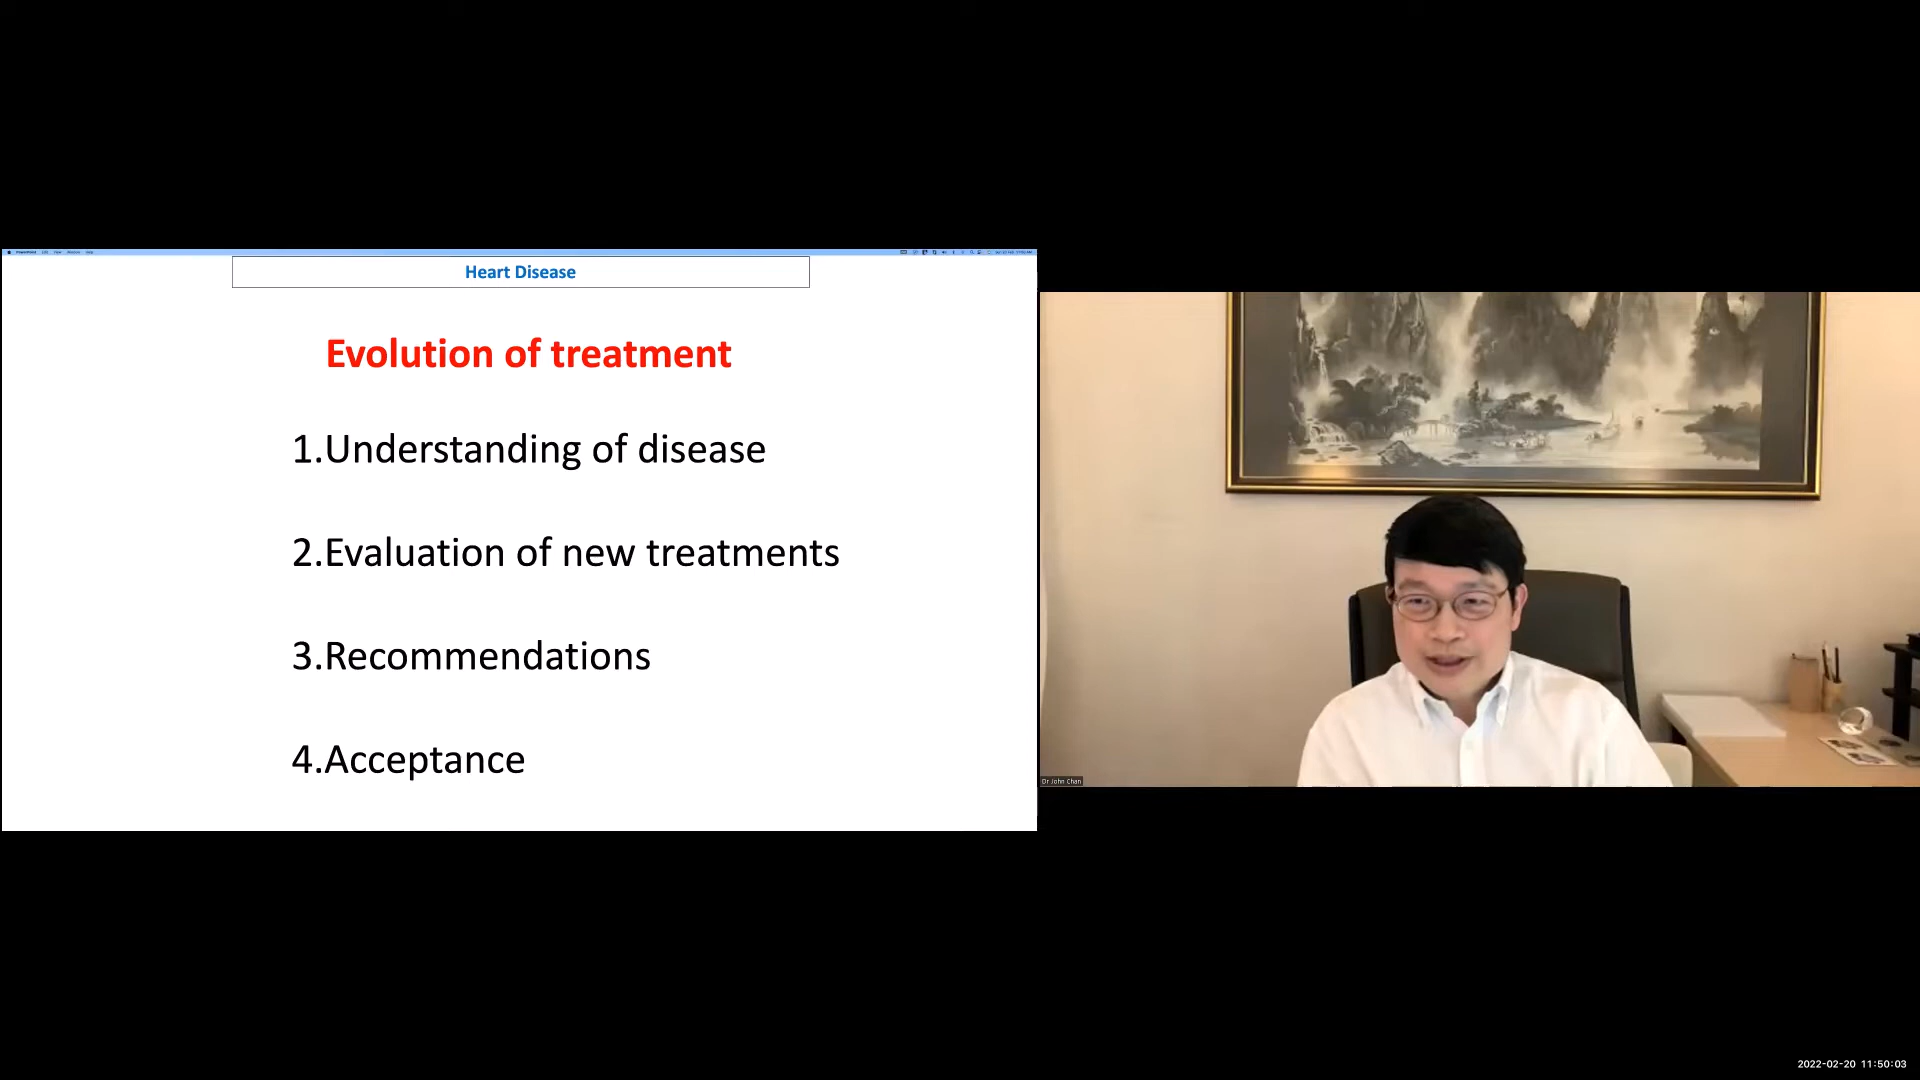 Heart Disease
Evolution of treatment
1.Understanding of disease
2.Evaluation of new treatments
3.Recommendations
4.Acceptance
Dr John Chan
2022-02-20 11:50:03